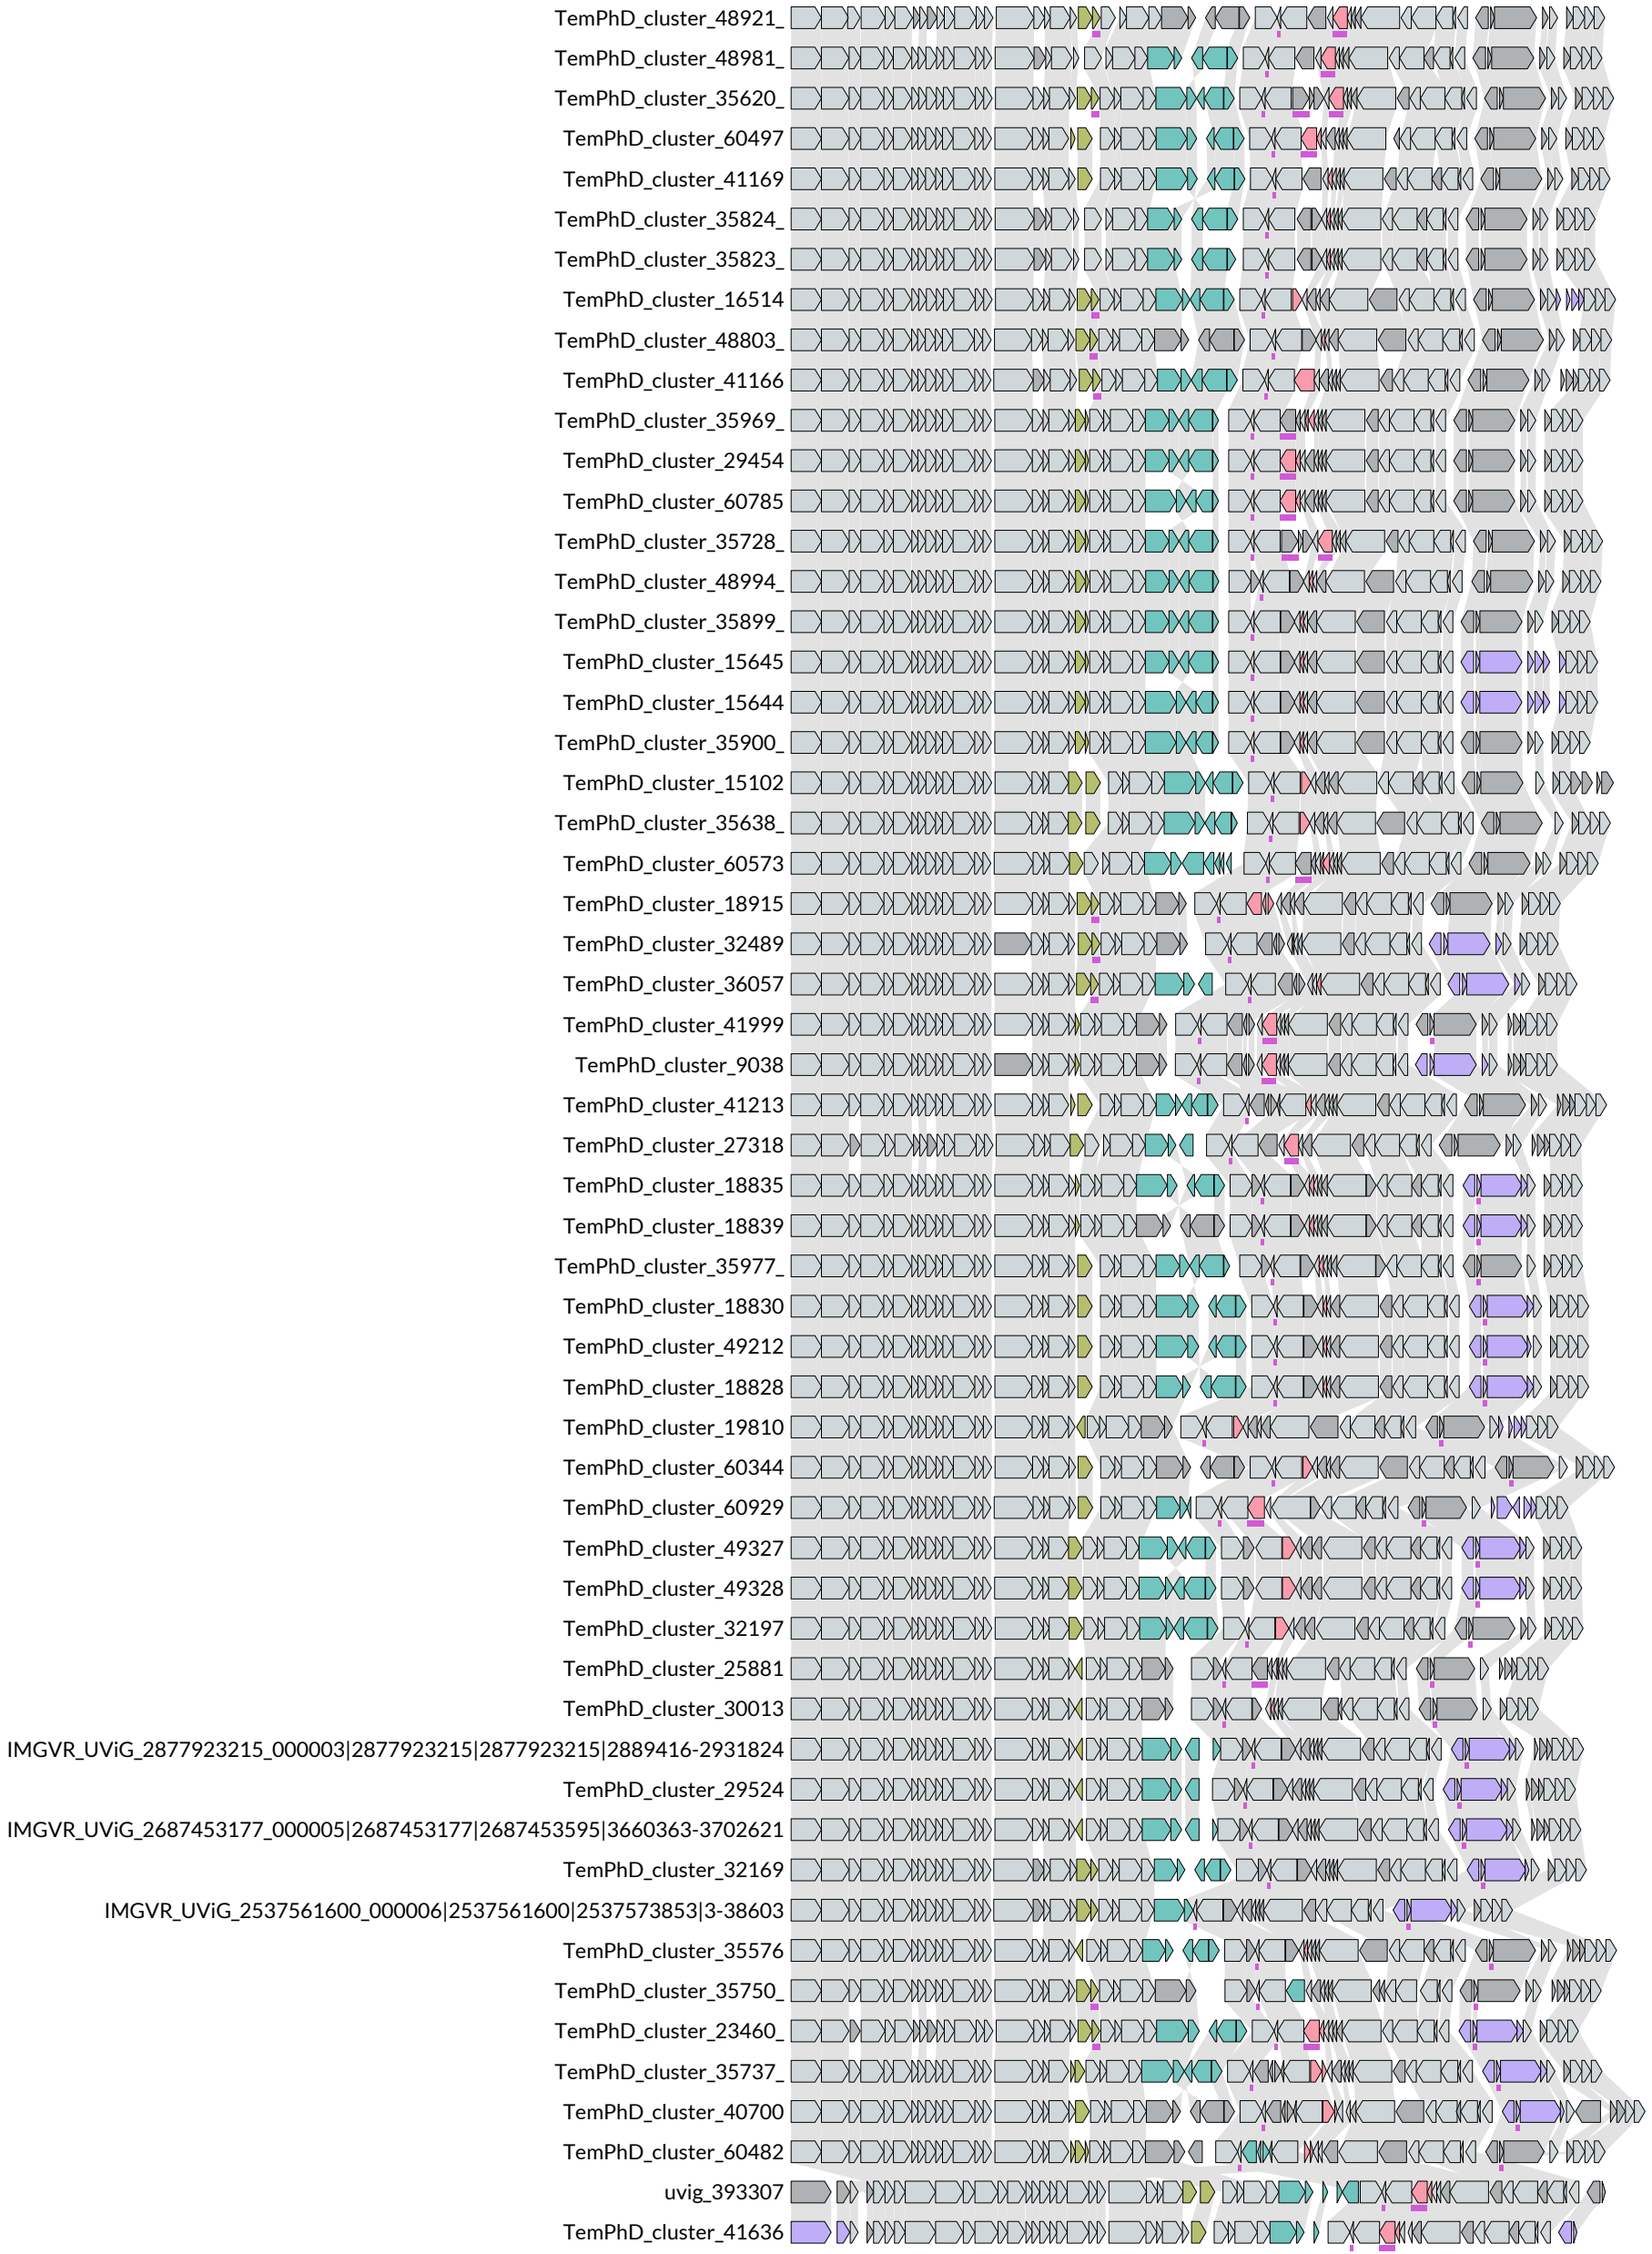 TemPhD_cluster_48921_
TemPhD_cluster_48981_
TemPhD_cluster_35620_
TemPhD_cluster_60497
TemPhD_cluster_41169
TemPhD_cluster_35824_
TemPhD_cluster_35823_
TemPhD_cluster_16514
TemPhD_cluster_48803_
TemPhD_cluster_41166
TemPhD_cluster_35969_
TemPhD_cluster_29454
TemPhD_cluster_60785
TemPhD_cluster_35728_
TemPhD_cluster_48994_
TemPhD_cluster_35899_
TemPhD_cluster_15645
TemPhD_cluster_15644
TemPhD_cluster_35900_
TemPhD_cluster_15102
TemPhD_cluster_35638_
TemPhD_cluster_60573
TemPhD_cluster_18915
TemPhD_cluster_32489
TemPhD_cluster_36057
TemPhD_cluster_41999
TemPhD_cluster_9038
TemPhD_cluster_41213
TemPhD_cluster_27318
TemPhD_cluster_18835
TemPhD_cluster_18839
TemPhD_cluster_35977_
TemPhD_cluster_18830
TemPhD_cluster_49212
TemPhD_cluster_18828
TemPhD_cluster_19810
TemPhD_cluster_60344
TemPhD_cluster_60929
TemPhD_cluster_49327
TemPhD_cluster_49328
TemPhD_cluster_32197
TemPhD_cluster_25881
TemPhD_cluster_30013
IMGVR_UViG_2877923215_000003|2877923215|2877923215|2889416-2931824
TemPhD_cluster_29524
IMGVR_UViG_2687453177_000005|2687453177|2687453595|3660363-3702621
TemPhD_cluster_32169
IMGVR_UViG_2537561600_000006|2537561600|2537573853|3-38603
TemPhD_cluster_35576
TemPhD_cluster_35750_
TemPhD_cluster_23460_
TemPhD_cluster_35737_
TemPhD_cluster_40700
TemPhD_cluster_60482
uvig_393307
TemPhD_cluster_41636